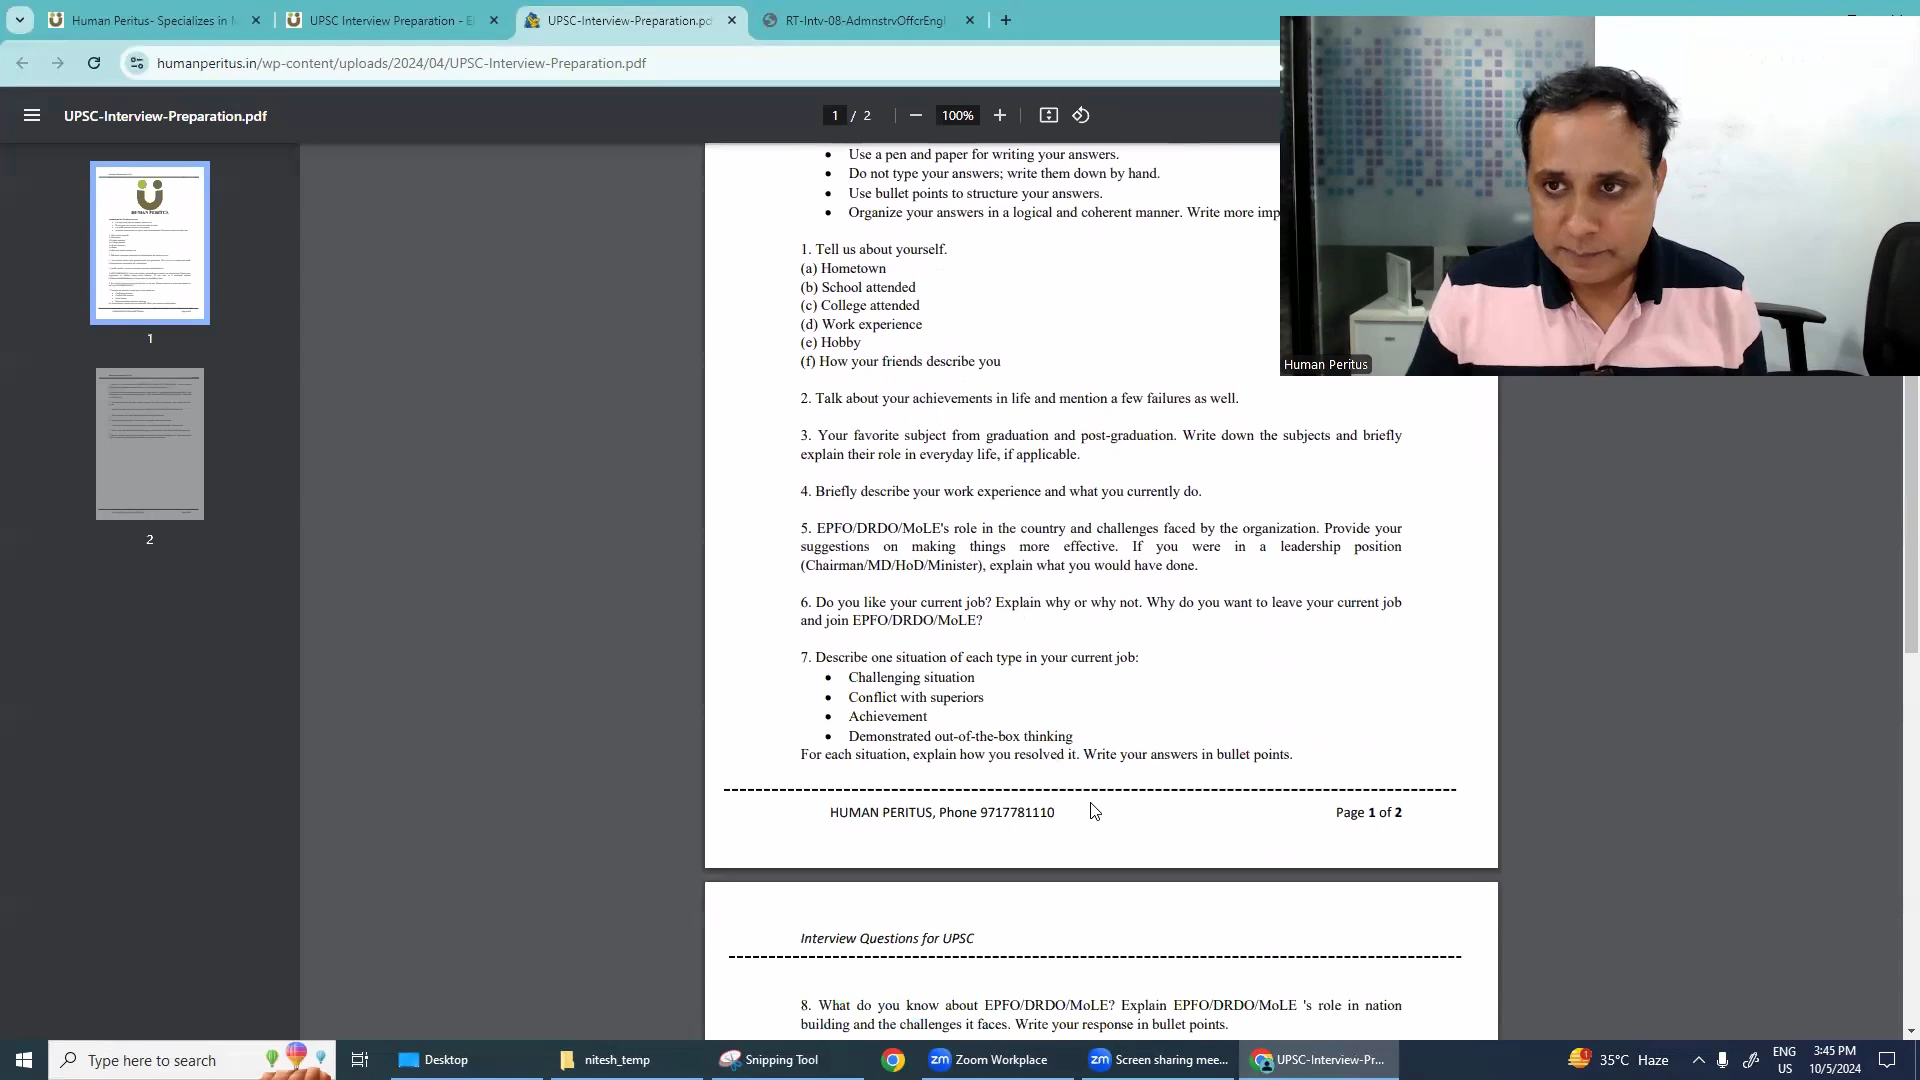 Human Peritus- Specializes in
UPSC Interview Preparation -
UPSC-Interview-Preparation.pd
RT-Intv-08-AdmnstrvOffcrEngl
humanperitus.in/wp-content/uploads/2024/04/UPSC-Interview-Preparation.pdf
UPSC-Interview-Preparation.pdf
1 / 2
100%
1
2
• Use a pen and paper for writing your answers.
• Do not type your answers; write them down by hand.
• Use bullet points to structure your answers.
• Organize your answers in a logical and coherent manner. Write more imp
1. Tell us about yourself.
(a) Hometown
(b) School attended
(c) College attended
(d) Work experience
(e) Hobby
(f) How your friends describe you
2. Talk about your achievements in life and mention a few failures as well.
3. Your favorite subject from graduation and post-graduation. Write down the subjects and briefly
explain their role in everyday life, if applicable.
4. Briefly describe your work experience and what you currently do.
5. EPFO/DRDO/MoLE's role in the country and challenges faced by the organization. Provide your
suggestions on making things more effective. If you were in a leadership position
(Chairman/MD/HoD/Minister), explain what you would have done.
6. Do you like your current job? Explain why or why not. Why do you want to leave your current job
and join EPFO/DRDO/MoLE?
7. Describe one situation of each type in your current job:
• Challenging situation
• Conflict with superiors
• Achievement
• Demonstrated out-of-the-box thinking
For each situation, explain how you resolved it. Write your answers in bullet points.
HUMAN PERITUS, Phone 9717781110 Page 1 of 2
Interview Questions for UPSC
8. What do you know about EPFO/DRDO/MoLE? Explain EPFO/DRDO/MoLE 's role in nation
building and the challenges it faces. Write your response in bullet points.
Human Peritus
Type here to search
Desktop
nitesh_temp
Snipping Tool
zm Zoom Workplace
zm Screen sharing mee...
UPSC-Interview-Pr...
1
35°C Haze
ENG
US
3:45 PM
10/5/2024